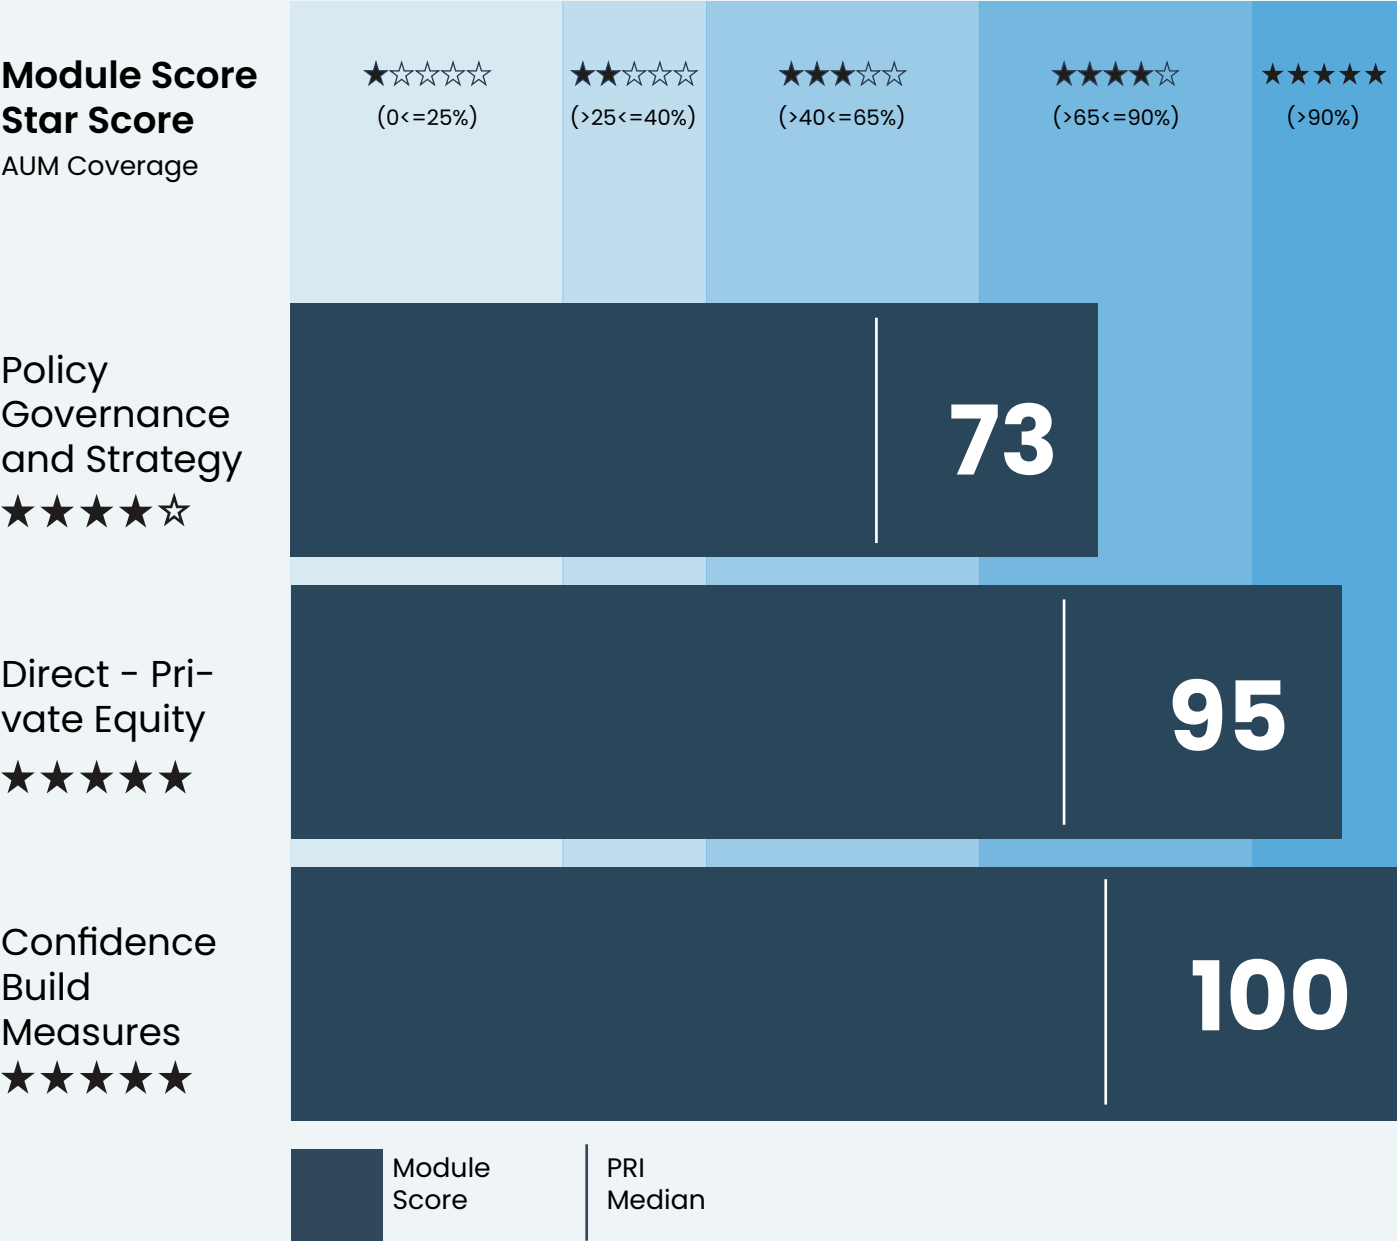 Module Score
Star Score
AUM Coverage
★☆☆☆☆
(0<=25%)
★★☆☆☆
(>25<=40%)
★★★☆☆
(>40<=65%)
★★★★☆
(>65<=90%)
★★★★★
(>90%)
Policy
Governance
and Strategy
★★★★☆
73
Direct - Pri-
vate Equity
★★★★★
95
Confidence
Build
Measures
★★★★★
100
Module
Score
PRI
Median